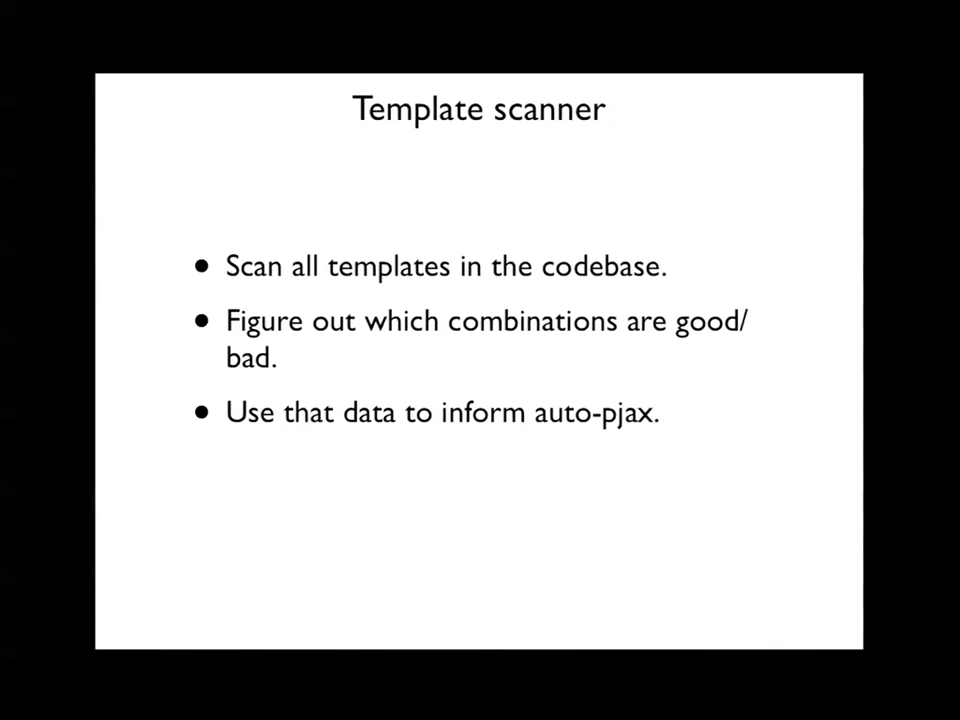 Template scanner
• Scan all templates in the codebase.
• Figure out which combinations are good/
bad.
• Use that data to inform auto-pjax.